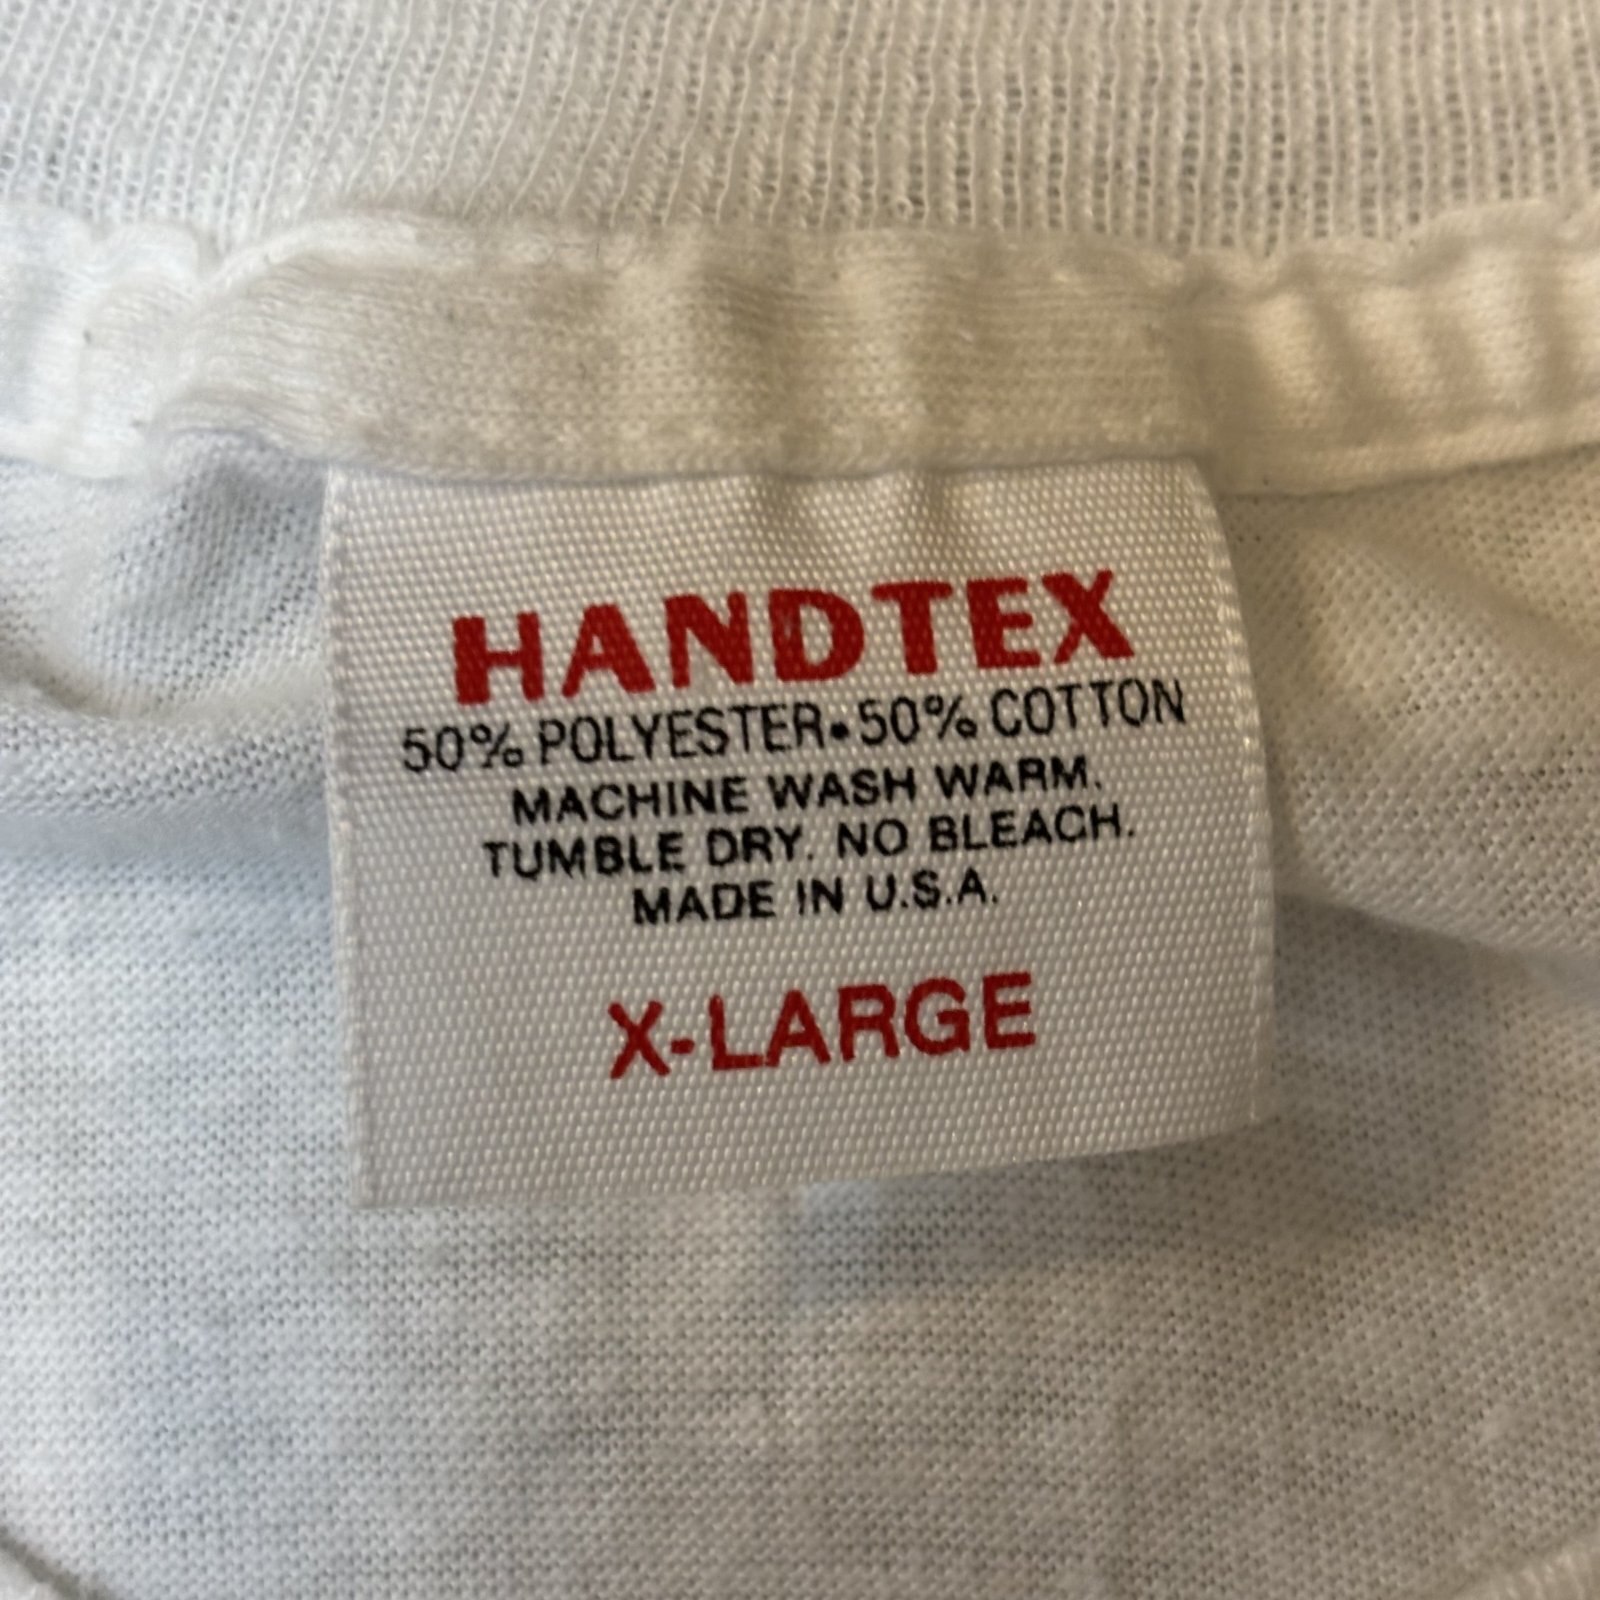 HANDTEX
50% POLYESTER•50% COTTON
MACHINE WASH WARM.
TUMBLE DRY. NO BLEACH.
MADE IN U.S.A.
X-LARGE